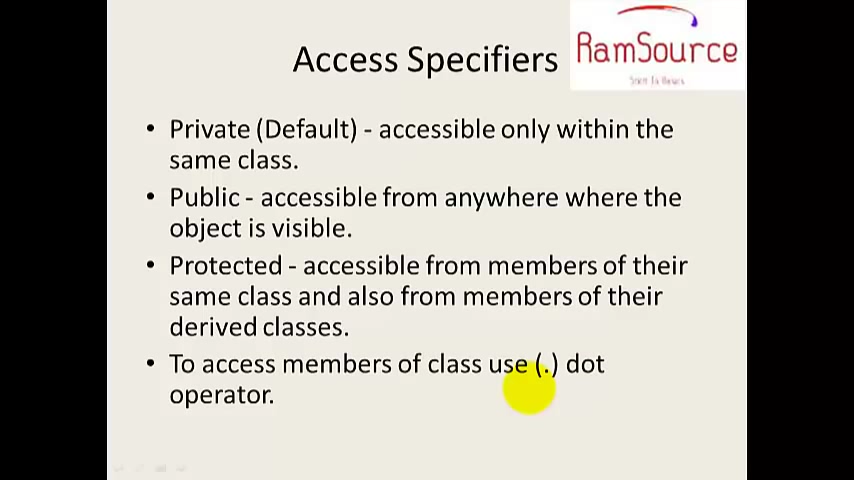 Access Specifiers
RamSource
• Private (Default) - accessible only within the
same class.
• Public - accessible from anywhere where the
object is visible.
• Protected - accessible from members of their
same class and also from members of their
derived classes.
• To access members of class use (.) dot
operator.